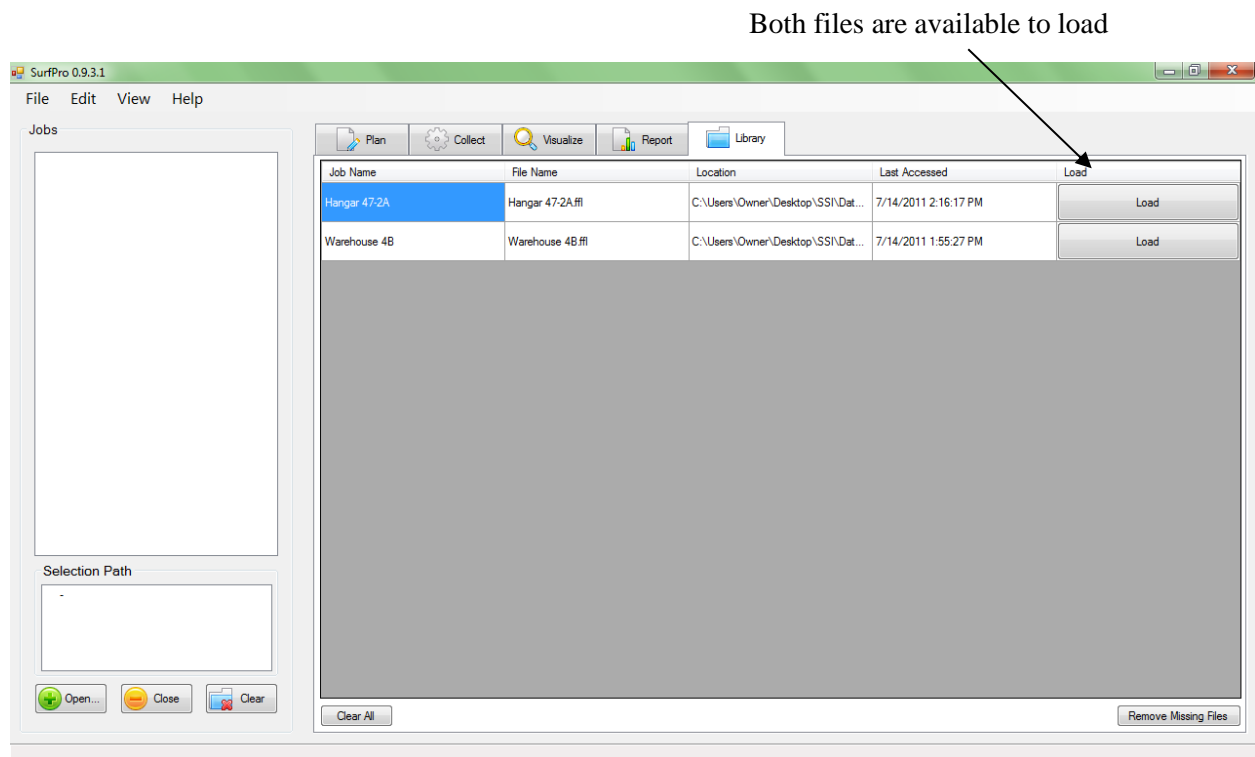 Both files are available to load
SurfPro 0.9.3.1
File Edit View Help
Jobs
Plan Collect Visualize Report Library
Job Name File Name Location Last Accessed Load
Hangar 47-2A Hangar 47-2A.ffl C:\Users\Owner\Desktop\SSI\Dat... 7/14/2011 2:16:17 PM Load
Warehouse 4B Warehouse 4B.ffl C:\Users\Owner\Desktop\SSI\Dat... 7/14/2011 1:55:27 PM Load
Selection Path
-
Open... Close Clear
Clear All Remove Missing Files